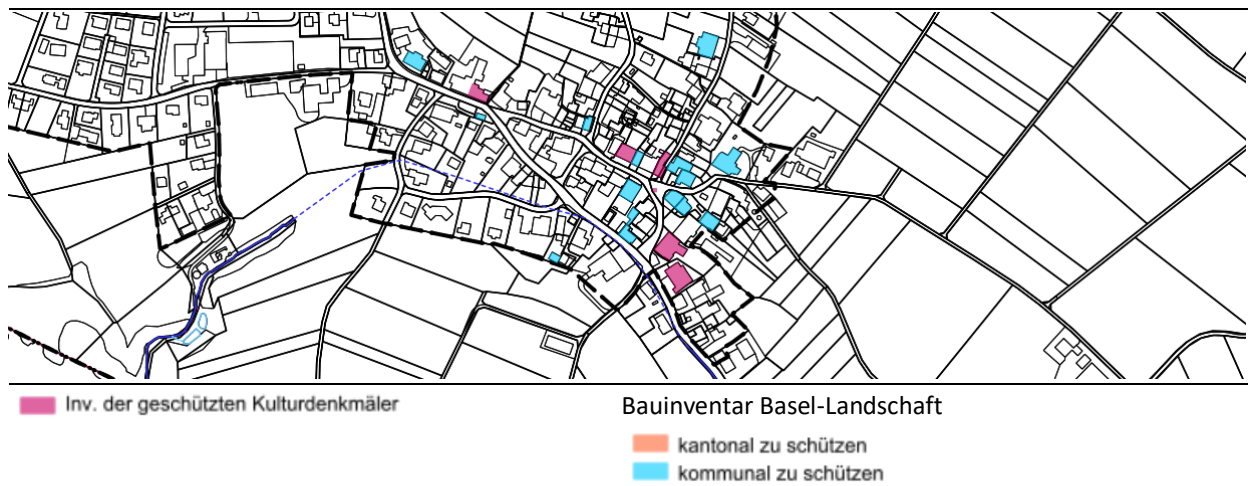 Inv. der geschützten Kulturdenkmäler
Bauinventar Basel-Landschaft
kantonal zu schützen
kommunal zu schützen